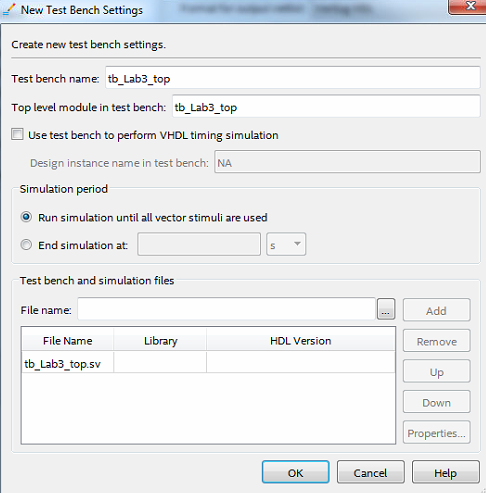 New Test Bench Settings
Create new test bench settings.
Test bench name: tb_Lab3_top
Top level module in test bench: tb_Lab3_top
Use test bench to perform VHDL timing simulation
Design instance name in test bench: NA
Simulation period
Run simulation until all vector stimuli are used
End simulation at: s
Test bench and simulation files
File name: ... Add
File Name Library HDL Version
Remove
tb_Lab3_top.sv
Up
Down
Properties...
OK Cancel Help